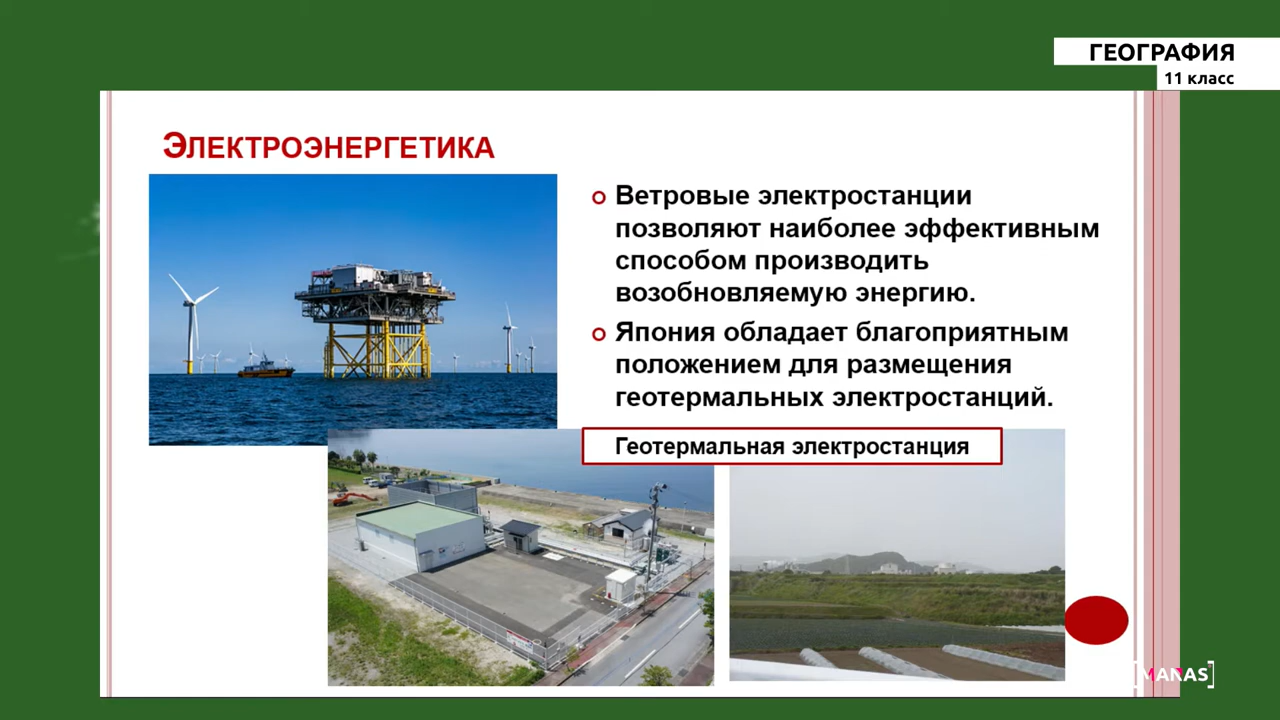 ГЕОГРАФИЯ
11 класс
ЭЛЕКТРОЭНЕРГЕТИКА
Ветровые электростанции
позволяют наиболее эффективным
способом производить
возобновляемую энергию.
Япония обладает благоприятным
положением для размещения
геотермальных электростанций.
Геотермальная электростанция
[MANAS]